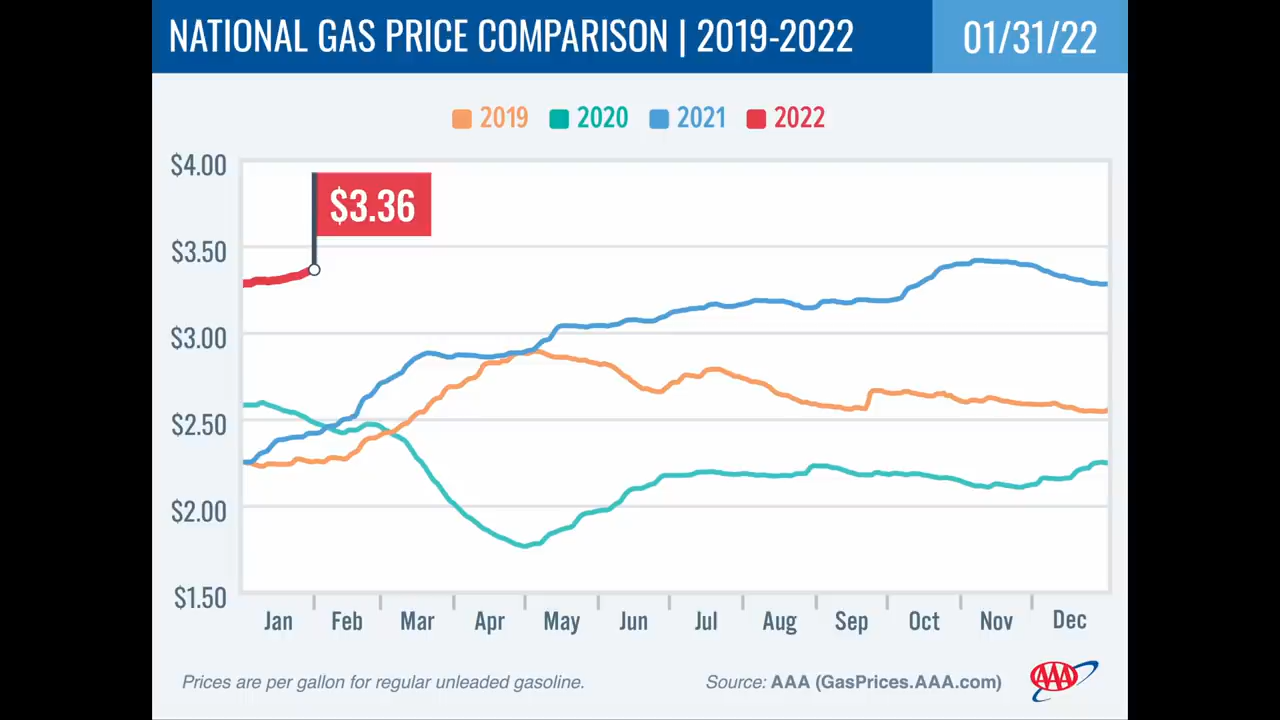 NATIONAL GAS PRICE COMPARISON | 2019-2022
01/31/22
2019 2020 2021 2022
$4.00
$3.36
$3.50
$3.00
$2.50
$2.00
$1.50
Jan Feb Mar Apr May Jun Jul Aug Sep Oct Nov Dec
Prices are per gallon for regular unleaded gasoline.
Source: AAA (GasPrices.AAA.com)
AAA